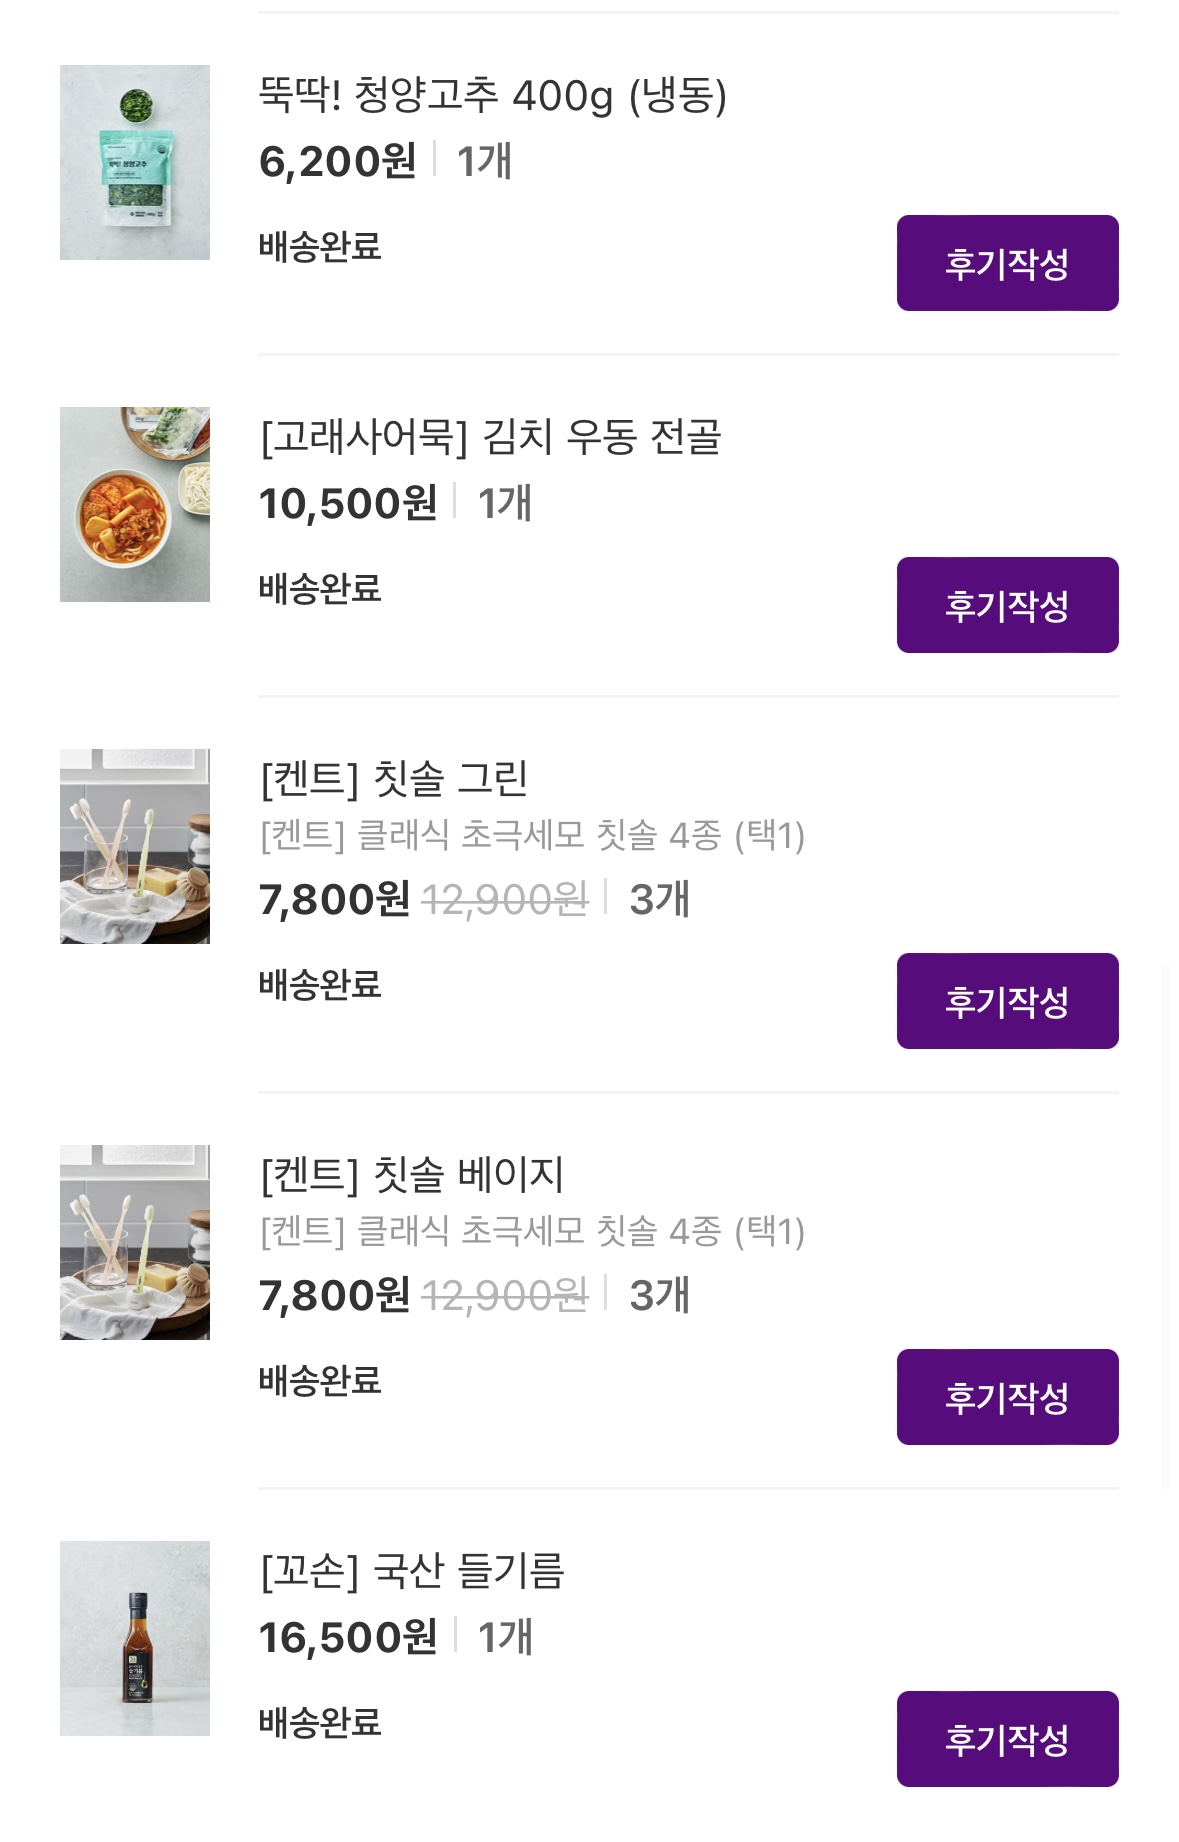 뚝딱! 청양고추 400g (냉동)
6,200원 1개
배송완료
후기작성
[고래사어묵] 김치 우동 전골
10,500원 1개
배송완료
후기작성
[켄트] 칫솔 그린
[켄트] 클래식 초극세모 칫솔 4종 (택1)
7,800원 12,900원 3개
배송완료
후기작성
[켄트] 칫솔 베이지
[켄트] 클래식 초극세모 칫솔 4종 (택1)
7,800원 12,900원 3개
배송완료
후기작성
[꼬손] 국산 들기름
16,500원 1개
배송완료
후기작성